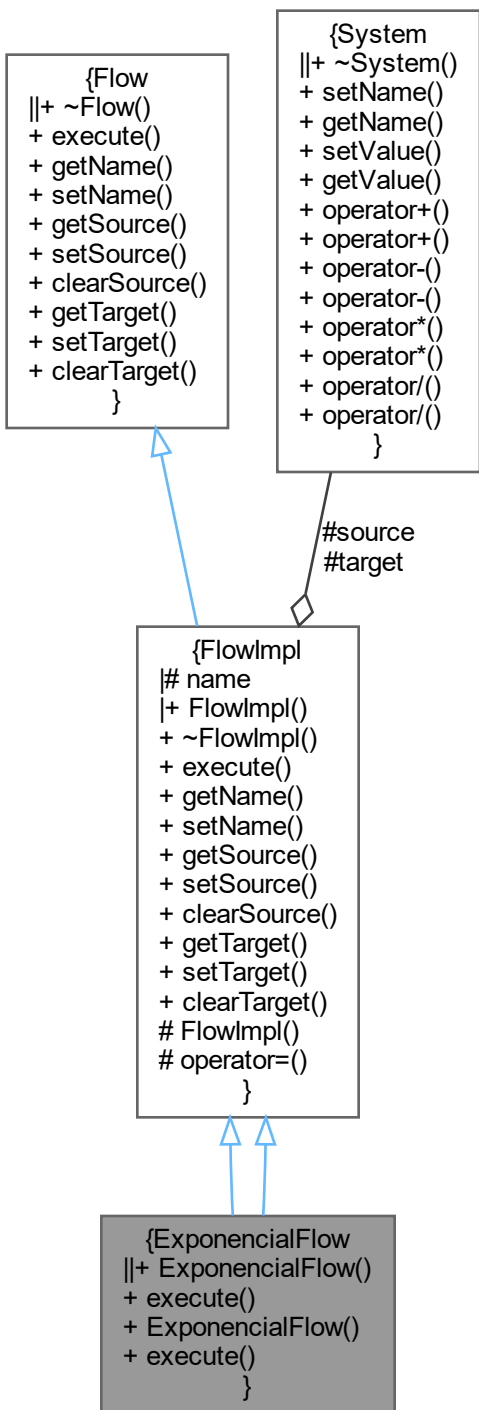 {Flow
||+ ~Flow()
+ execute()
+ getName()
+ setName()
+ getSource()
+ setSource()
+ clearSource()
+ getTarget()
+ setTarget()
+ clearTarget()
}
{System
||+ ~System()
+ setName()
+ getName()
+ setValue()
+ getValue()
+ operator+()
+ operator+()
+ operator-()
+ operator-()
+ operator*()
+ operator*()
+ operator/()
+ operator/()
}
#source
#target
{FlowImpl
|# name
|+ FlowImpl()
+ ~FlowImpl()
+ execute()
+ getName()
+ setName()
+ getSource()
+ setSource()
+ clearSource()
+ getTarget()
+ setTarget()
+ clearTarget()
# FlowImpl()
# operator=()
}
{ExponencialFlow
||+ ExponencialFlow()
+ execute()
+ ExponencialFlow()
+ execute()
}